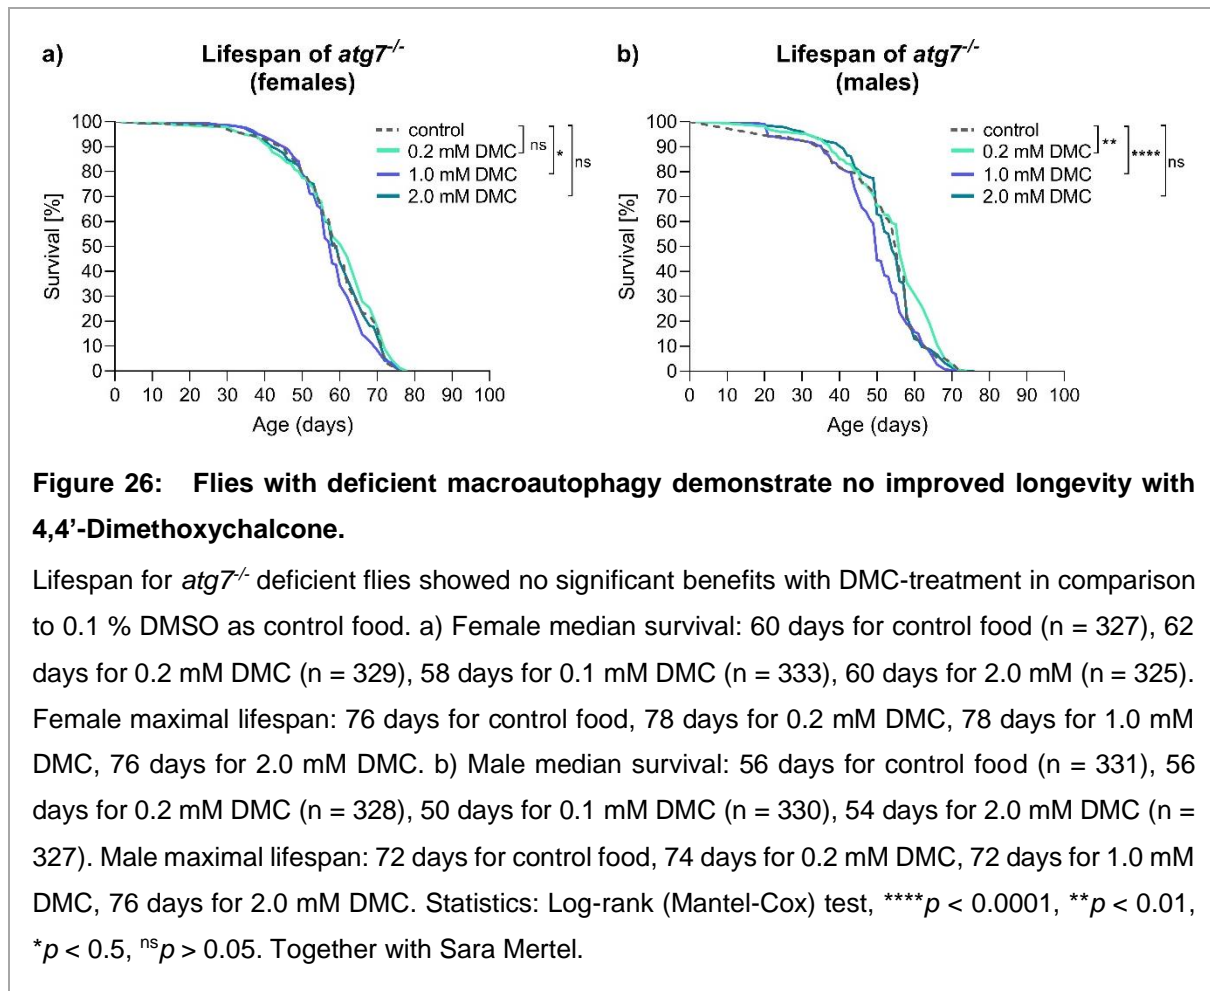 a) Lifespan of atg7-/-
(females)
100
90
80
70
60
50
40
30
20
10
0
Survival [%]
control
0.2 mM DMC
1.0 mM DMC
2.0 mM DMC
ns
*
ns
0 10 20 30 40 50 60 70 80 90 100
Age (days)
b) Lifespan of atg7-/-
(males)
100
90
80
70
60
50
40
30
20
10
0
Survival [%]
control
0.2 mM DMC
1.0 mM DMC
2.0 mM DMC
**
****
ns
0 10 20 30 40 50 60 70 80 90 100
Age (days)
Figure 26: Flies with deficient macroautophagy demonstrate no improved longevity with
4,4’-Dimethoxychalcone.
Lifespan for atg7-/- deficient flies showed no significant benefits with DMC-treatment in comparison
to 0.1 % DMSO as control food. a) Female median survival: 60 days for control food (n = 327), 62
days for 0.2 mM DMC (n = 329), 58 days for 0.1 mM DMC (n = 333), 60 days for 2.0 mM (n = 325).
Female maximal lifespan: 76 days for control food, 78 days for 0.2 mM DMC, 78 days for 1.0 mM
DMC, 76 days for 2.0 mM DMC. b) Male median survival: 56 days for control food (n = 331), 56
days for 0.2 mM DMC (n = 328), 50 days for 0.1 mM DMC (n = 330), 54 days for 2.0 mM DMC (n =
327). Male maximal lifespan: 72 days for control food, 74 days for 0.2 mM DMC, 72 days for 1.0 mM
DMC, 76 days for 2.0 mM DMC. Statistics: Log-rank (Mantel-Cox) test, ****p < 0.0001, **p < 0.01,
*p < 0.5, nsp > 0.05. Together with Sara Mertel.